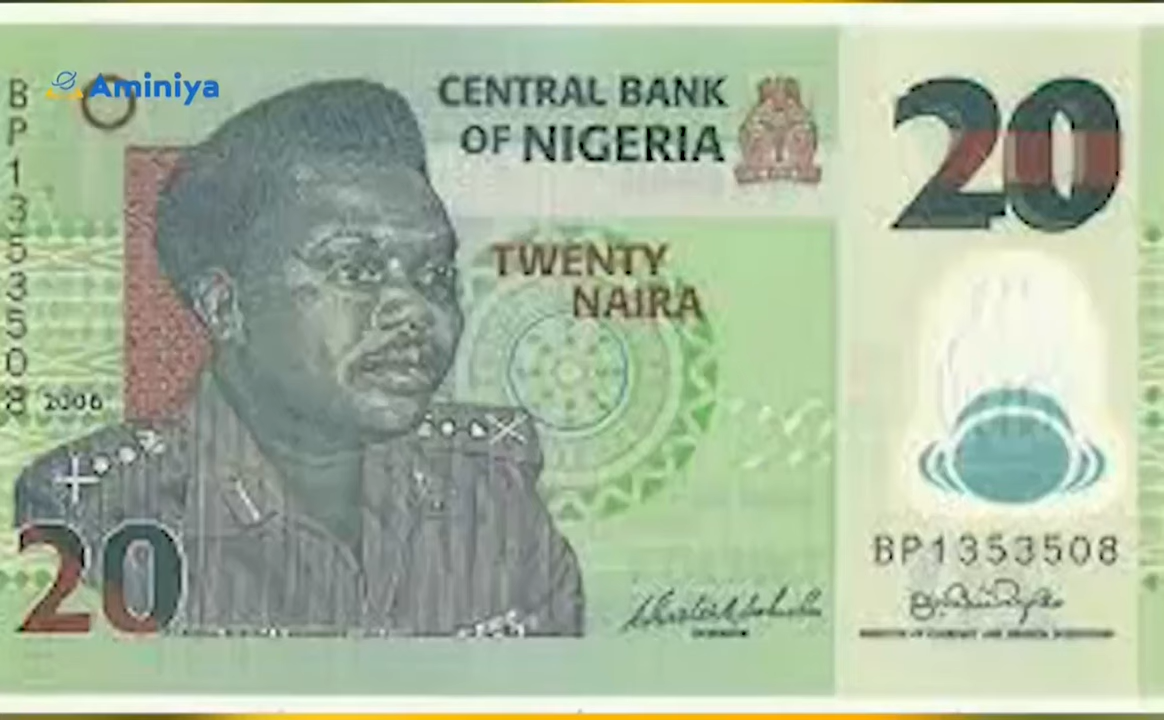 Aminiya
CENTRAL BANK
OF NIGERIA
20
BP1353508
TWENTY
NAIRA
2006
20
BP1353508